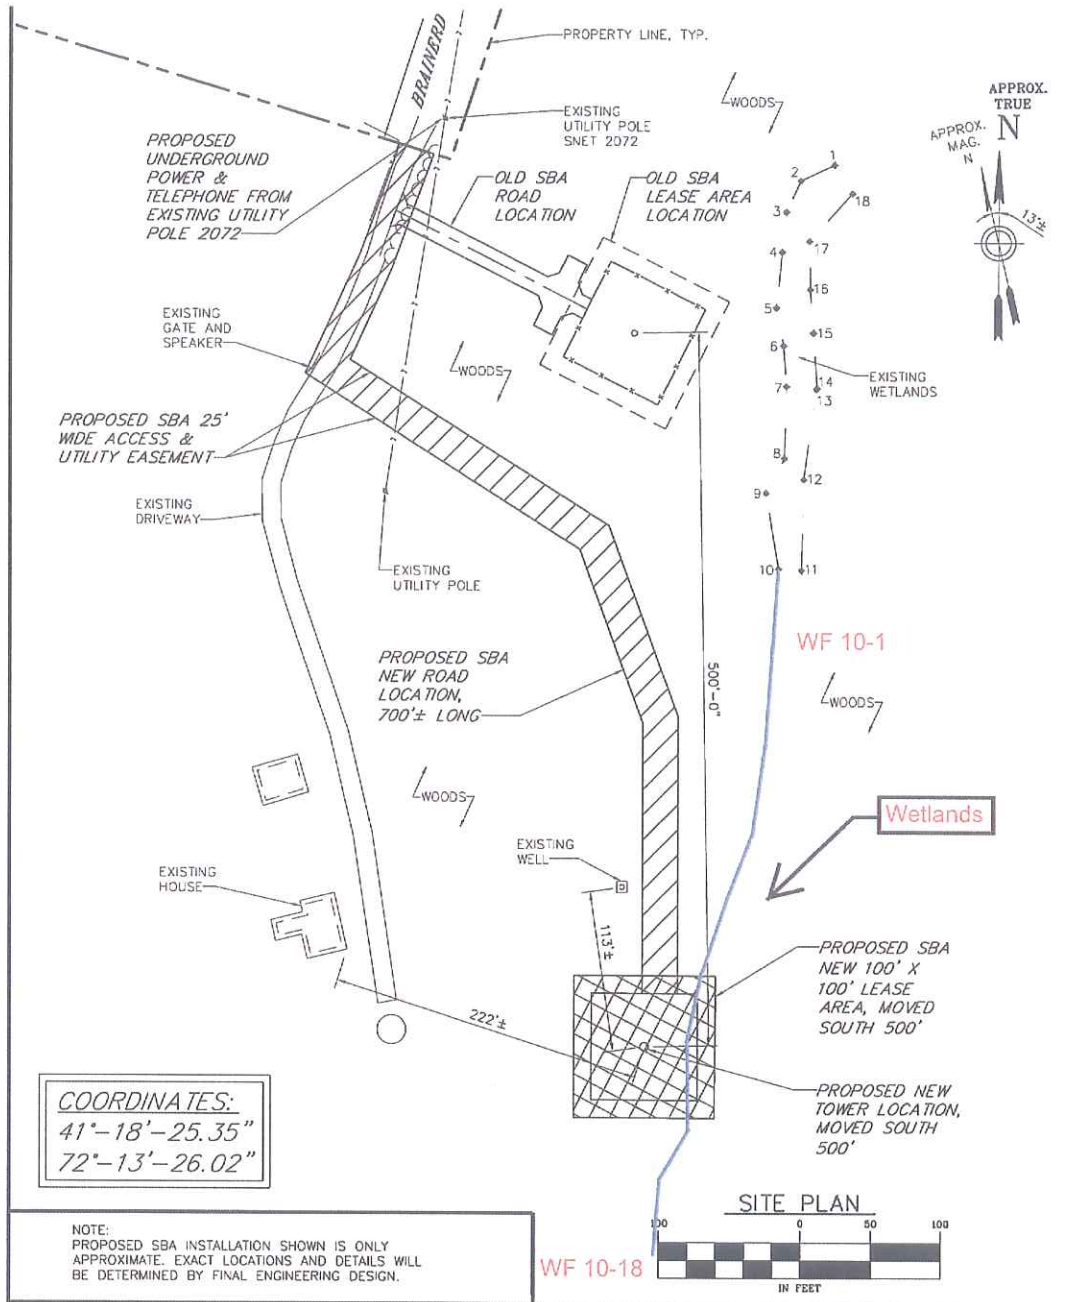 BRAINERD
PROPERTY LINE, TYP.
EXISTING
UTILITY POLE
SNET 2072
WOODS
APPROX.
TRUE
N
APPROX.
MAG.
N
13°±
PROPOSED
UNDERGROUND
POWER &
TELEPHONE FROM
EXISTING UTILITY
POLE 2072
OLD SBA
ROAD
LOCATION
OLD SBA
LEASE AREA
LOCATION
1
2
3
4
5
6
7
8
9
10
11
12
13
14
15
16
17
18
EXISTING
WETLANDS
EXISTING
GATE AND
SPEAKER
WOODS
PROPOSED SBA 25'
WIDE ACCESS &
UTILITY EASEMENT
EXISTING
DRIVEWAY
EXISTING
UTILITY POLE
WF 10-1
PROPOSED SBA
NEW ROAD
LOCATION,
700'± LONG
500'-0"
WOODS
WOODS
Wetlands
EXISTING
WELL
EXISTING
HOUSE
113'±
222'±
PROPOSED SBA
NEW 100' X
100' LEASE
AREA, MOVED
SOUTH 500'
PROPOSED NEW
TOWER LOCATION,
MOVED SOUTH
500'
COORDINATES:
41°-18'-25.35"
72°-13'-26.02"
NOTE:
PROPOSED SBA INSTALLATION SHOWN IS ONLY
APPROXIMATE. EXACT LOCATIONS AND DETAILS WILL
BE DETERMINED BY FINAL ENGINEERING DESIGN.
WF 10-18
SITE PLAN
100 0 50 100
IN FEET